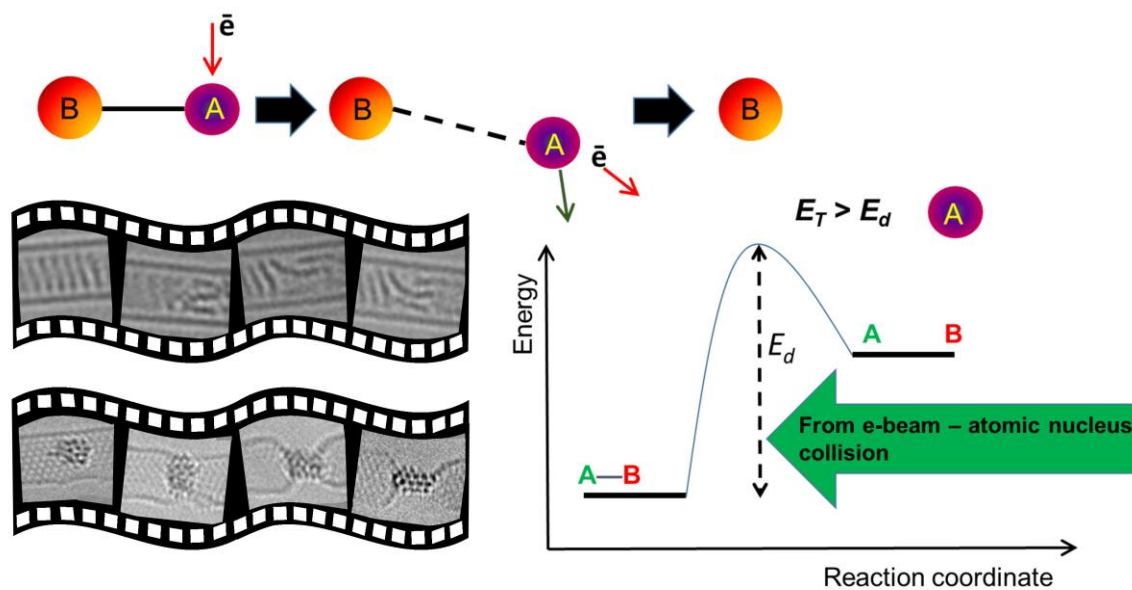 ē
B
A
B
A
ē
B
E_T > E_d
A
Energy
A
B
E_d
From e-beam – atomic nucleus
collision
A—B
Reaction coordinate